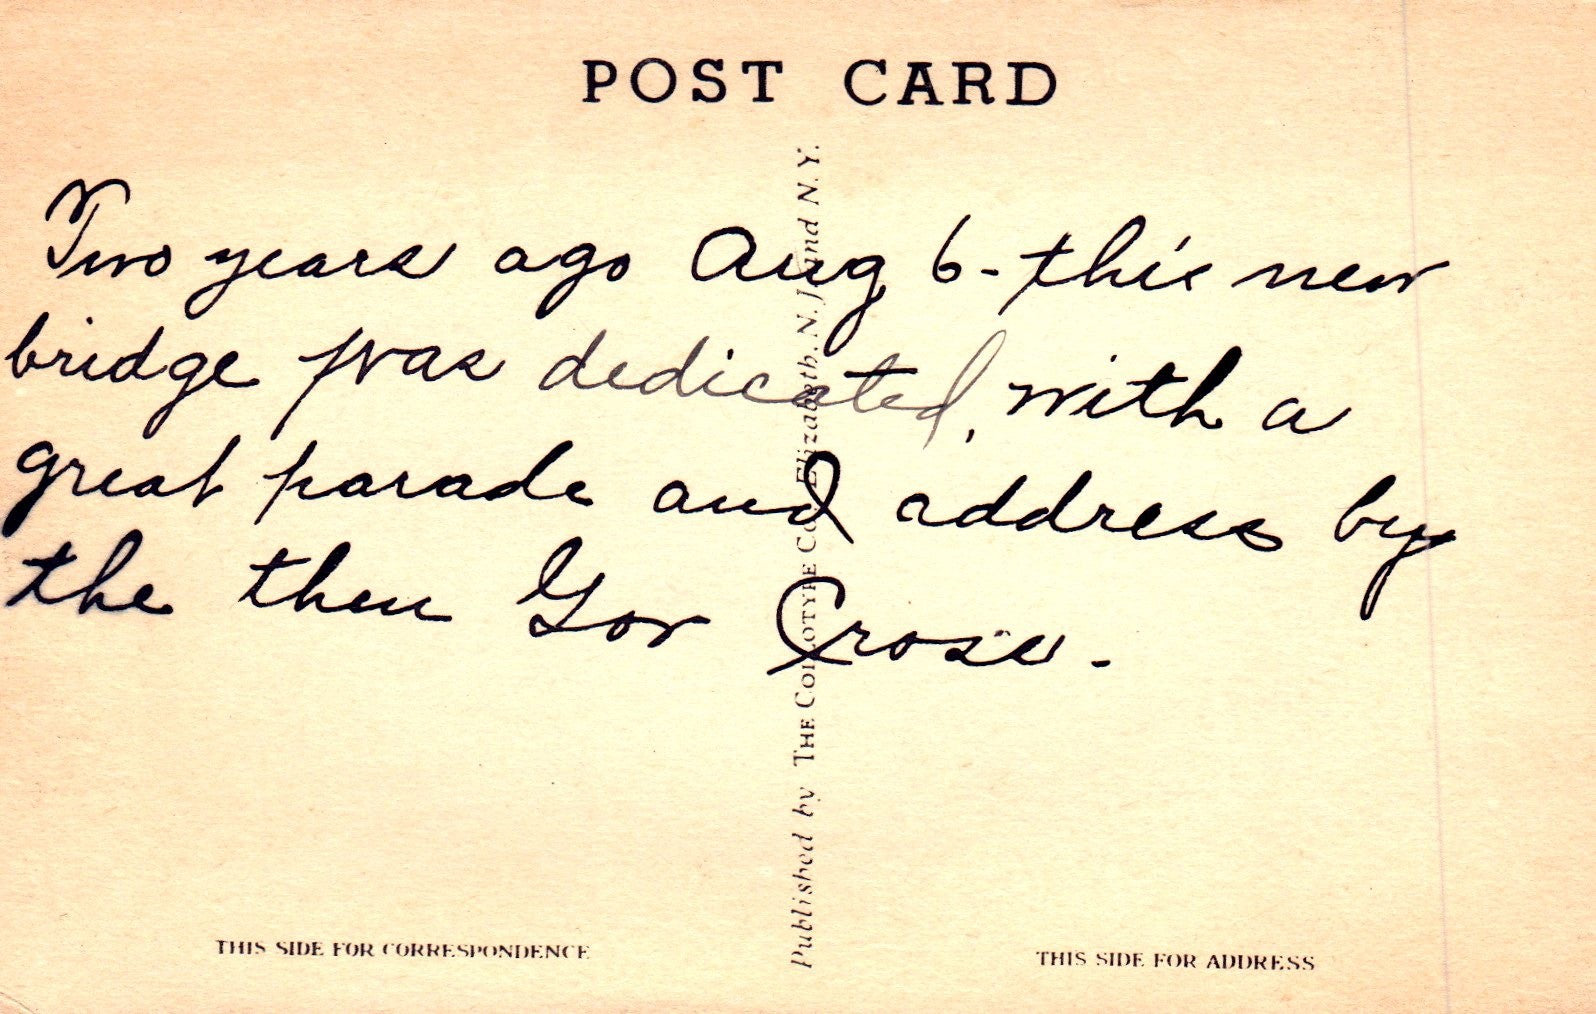 POST CARD
Two years ago Aug 6 - this new
bridge was dedicated, with a
great parade and address by
the then Gov Cross.
Published by THE COLLOTYPE CO., Elizabeth, N. J. and N. Y.
THIS SIDE FOR CORRESPONDENCE
THIS SIDE FOR ADDRESS